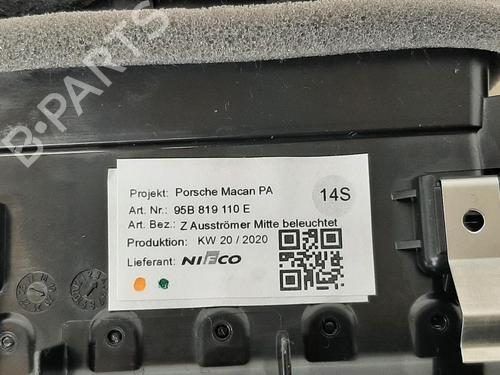 B-PARTS
Projekt: Porsche Macan PA
14S
Art. Nr.: 95B 819 110 E
Art. Bez.: Z Ausströmer Mitte beleuchtet
Produktion: KW 20 / 2020
Lieferant: NIFCO